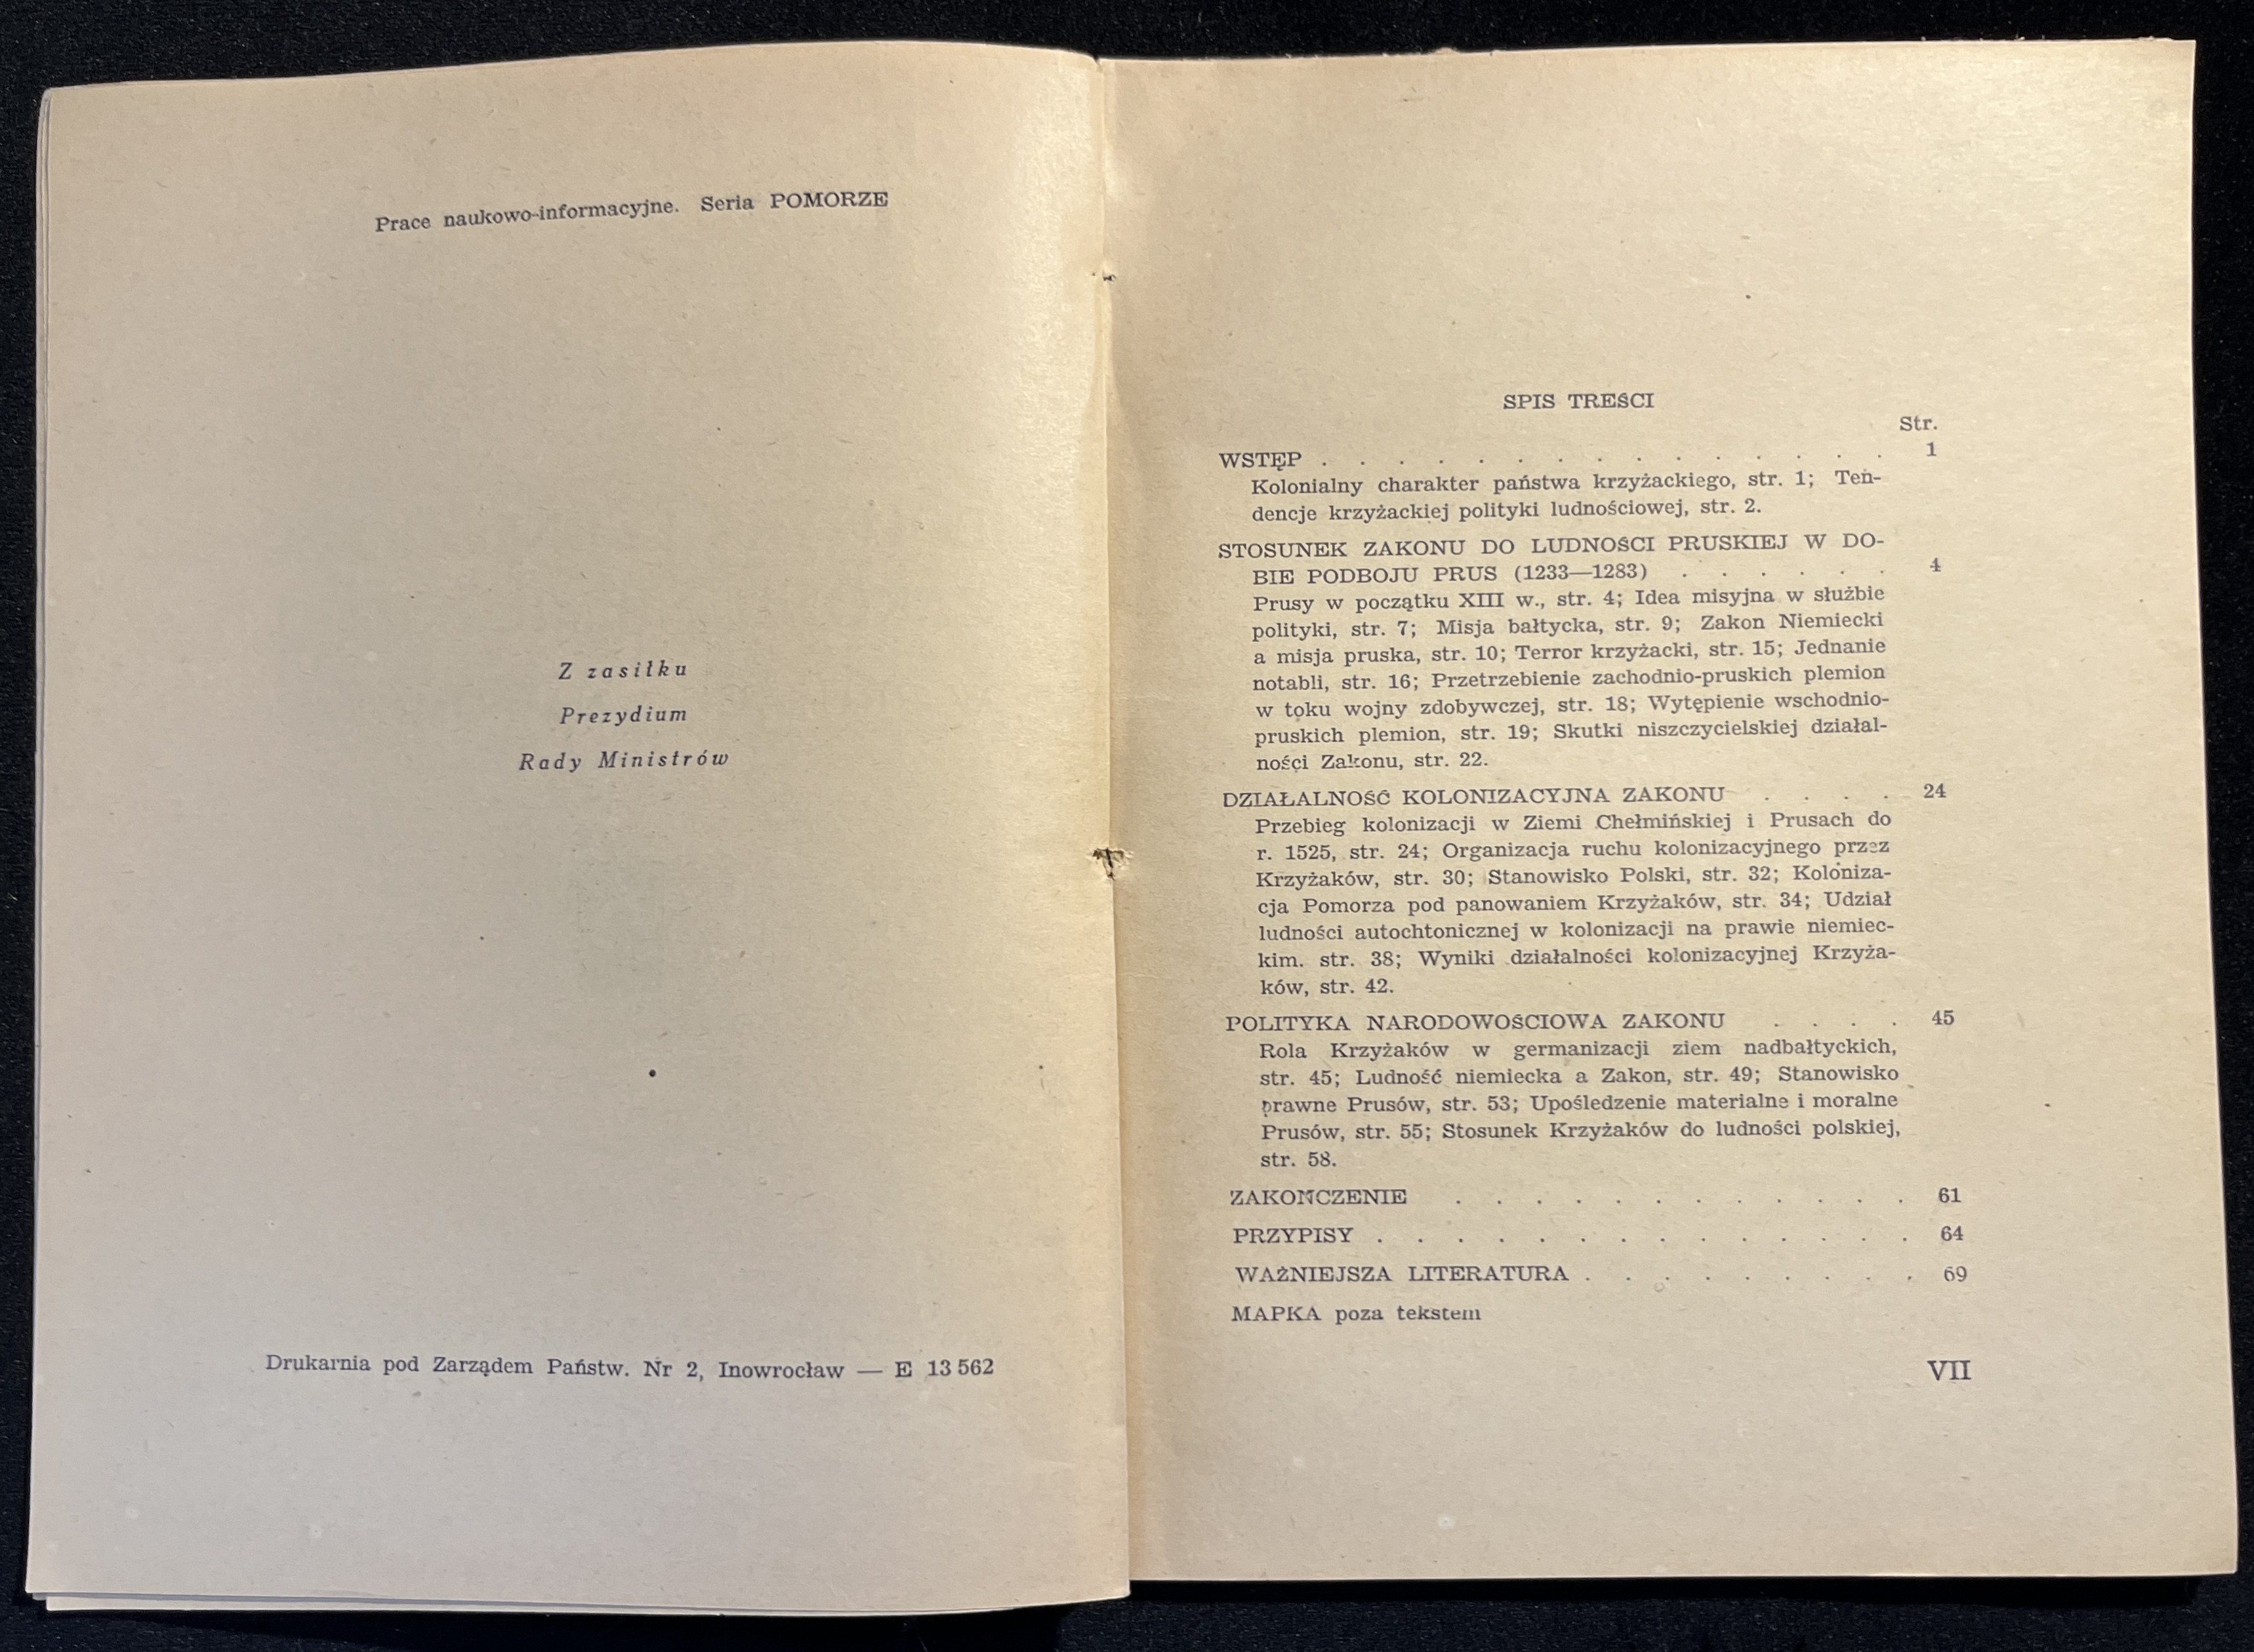 Prace naukowo-informacyjne. Seria POMORZE
Z zasiłku
Prezydium
Rady Ministrów
Drukarnia pod Zarządem Państw. Nr 2, Inowrocław — E 13 562
SPIS TREŚCI
Str.
WSTĘP . . . . . . . . . . . . . . . 1
Kolonialny charakter państwa krzyżackiego, str. 1; Ten-
dencje krzyżackiej polityki ludnościowej, str. 2.
STOSUNEK ZAKONU DO LUDNOŚCI PRUSKIEJ W DO-
BIE PODBOJU PRUS (1233—1283) . . . . . . 4
Prusy w początku XIII w., str. 4; Idea misyjna w służbie
polityki, str. 7; Misja bałtycka, str. 9; Zakon Niemiecki
a misja pruska, str. 10; Terror krzyżacki, str. 15; Jednanie
notabli, str. 16; Przetrzebienie zachodnio-pruskich plemion
w toku wojny zdobywczej, str. 18; Wytępienie wschodnio-
pruskich plemion, str. 19; Skutki niszczycielskiej działal-
ności Zakonu, str. 22.
DZIAŁALNOŚĆ KOLONIZACYJNA ZAKONU . . . . 24
Przebieg kolonizacji w Ziemi Chełmińskiej i Prusach do
r. 1525, str. 24; Organizacja ruchu kolonizacyjnego przez
Krzyżaków, str. 30; Stanowisko Polski, str. 32; Koloniza-
cja Pomorza pod panowaniem Krzyżaków, str. 34; Udział
ludności autochtonicznej w kolonizacji na prawie niemiec-
kim. str. 38; Wyniki działalności kolonizacyjnej Krzyża-
ków, str. 42.
POLITYKA NARODOWOŚCIOWA ZAKONU . . . . 45
Rola Krzyżaków w germanizacji ziem nadbałtyckich,
str. 45; Ludność niemiecka a Zakon, str. 49; Stanowisko
prawne Prusów, str. 53; Upośledzenie materialne i moralne
Prusów, str. 55; Stosunek Krzyżaków do ludności polskiej,
str. 58.
ZAKOŃCZENIE . . . . . . . . . . . . 61
PRZYPISY . . . . . . . . . . . . . . 64
WAŻNIEJSZA LITERATURA . . . . . . . . . 69
MAPKA poza tekstem
VII